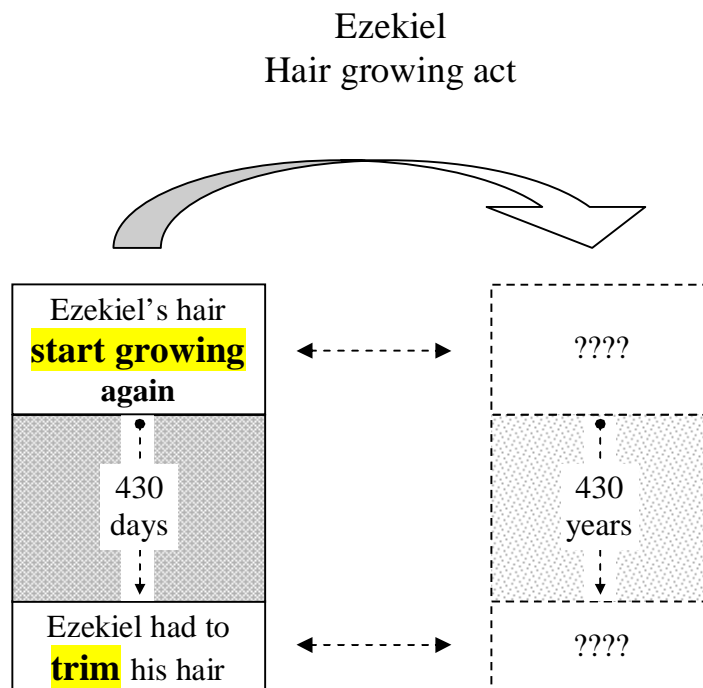 Ezekiel
Hair growing act
Ezekiel’s hair
start growing
again
????
430
days
430
years
Ezekiel had to
trim his hair
????